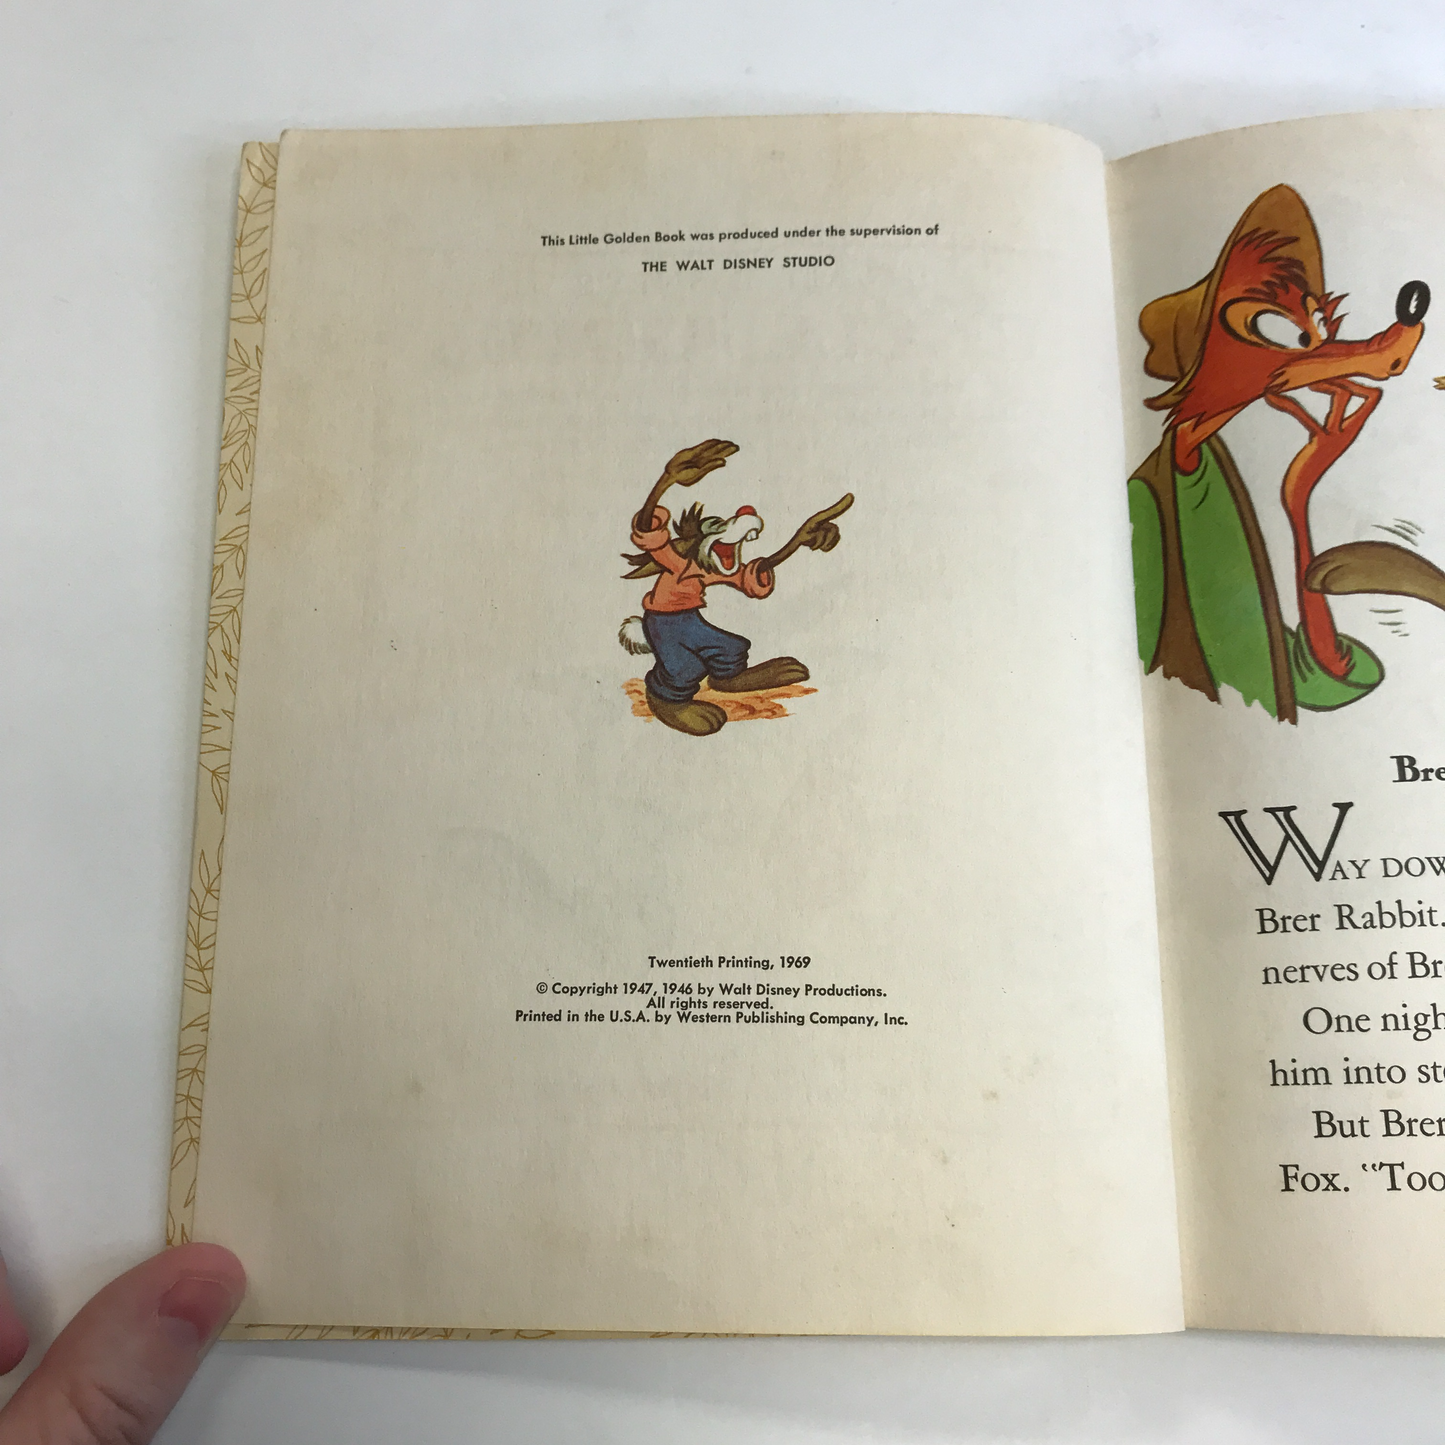 This Little Golden Book was produced under the supervision of
THE WALT DISNEY STUDIO
Twentieth Printing, 1969
© Copyright 1947, 1946 by Walt Disney Productions.
All rights reserved.
Printed in the U.S.A. by Western Publishing Company, Inc.
Bre
WAY DOW
Brer Rabbit.
nerves of Br
One nigh
him into sto
But Brer
Fox. "Too